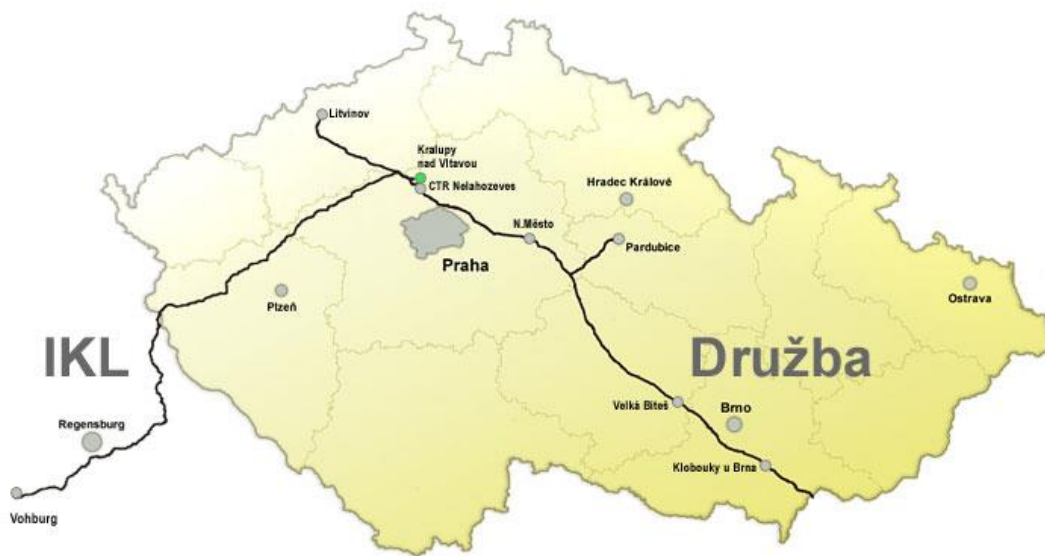 Litvínov
Kralupy
nad Vltavou
CTR Nelahozeves
Hradec Králové
N.Město
Pardubice
Praha
Plzeň
Ostrava
IKL
Družba
Velká Bíteš
Brno
Regensburg
Klobouky u Brna
Vohburg